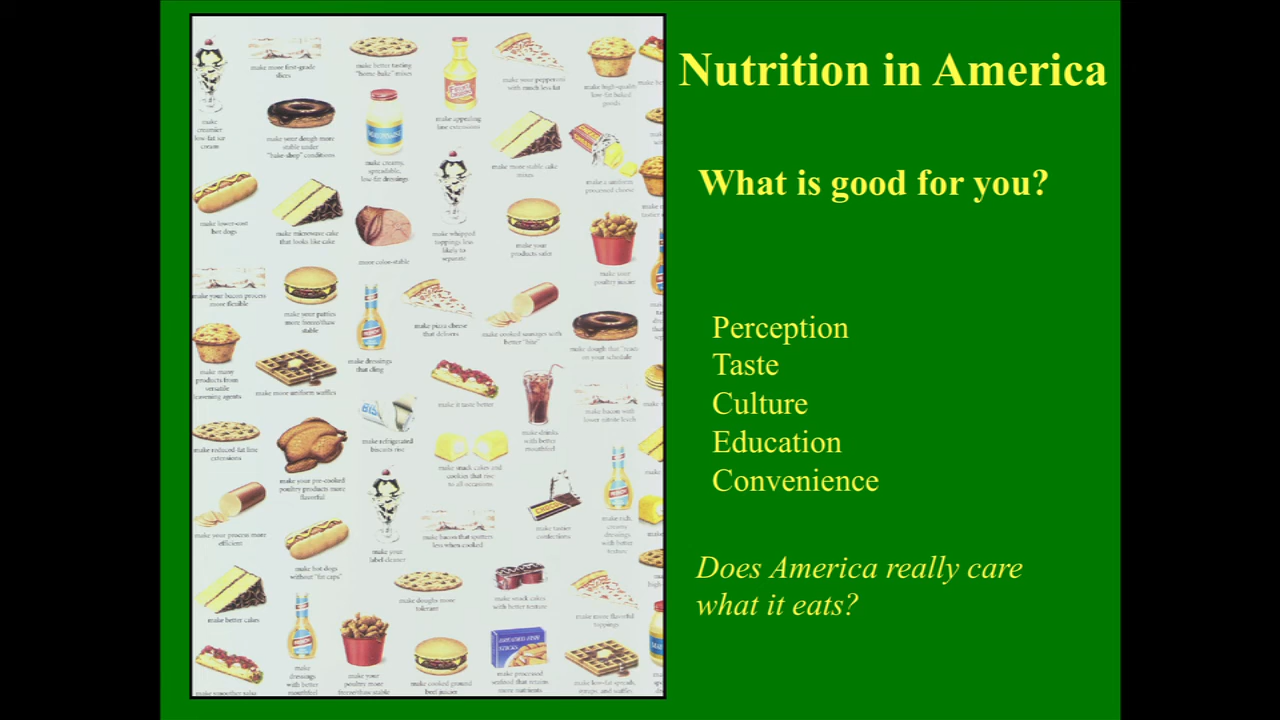 Nutrition in America
What is good for you?
Perception
Taste
Culture
Education
Convenience
Does America really care
what it eats?
make more first-grade
slices
make better tasting
"home bake" mixes
make your pepperoni
with much less fat
make high-quality
low-fat baked
goods
make
creamier
low-fat ice
cream
make your dough more
stable under
"bake-shop" conditions
make creamy,
spreadable,
low-fat dressings
make appealing
line extensions
make more stable cake
mixes
make a uniform
processed cheese
make lower-cost
hot dogs
make microwave cake
that looks like cake
more color-stable
make whipped
toppings less
likely to
separate
make your
products safer
make your
poultry juicier
make your bacon process
more flexible
make your patties
more freeze/thaw
stable
make dressings
that cling
make pizza cheese
that delivers
make cooked sausages with
better "bite"
make dough that
on your schedule
make many
products from
versatile
leavening agents
make more uniform waffles
make refrigerated
biscuits rise
make it taste better
make drinks
with better
mouthfeel
make bacon with
lower nitrite levels
make reduced fat line
extensions
make your pre-cooked
poultry products more
flavorful
make snack cakes and
cookies that rise
to all occasions
make your process more
efficient
make hot dogs
without "fat caps"
make your
label cleaner
make bacon that sputters
less when cooked
make tastier
confections
make rich,
creamy
dressings
with better
texture
make better cakes
make doughs more
tolerant
make snack cakes
with better texture
make more flavorful
toppings
make smoother salsa
make
dressings
with better
mouthfeel
make your
poultry more
freeze/thaw stable
make cooked ground
beef juicier
BREADED FISH
STICKS
make processed
seafood that retains
more nutrients
make low-fat spreads,
syrups, and waffles